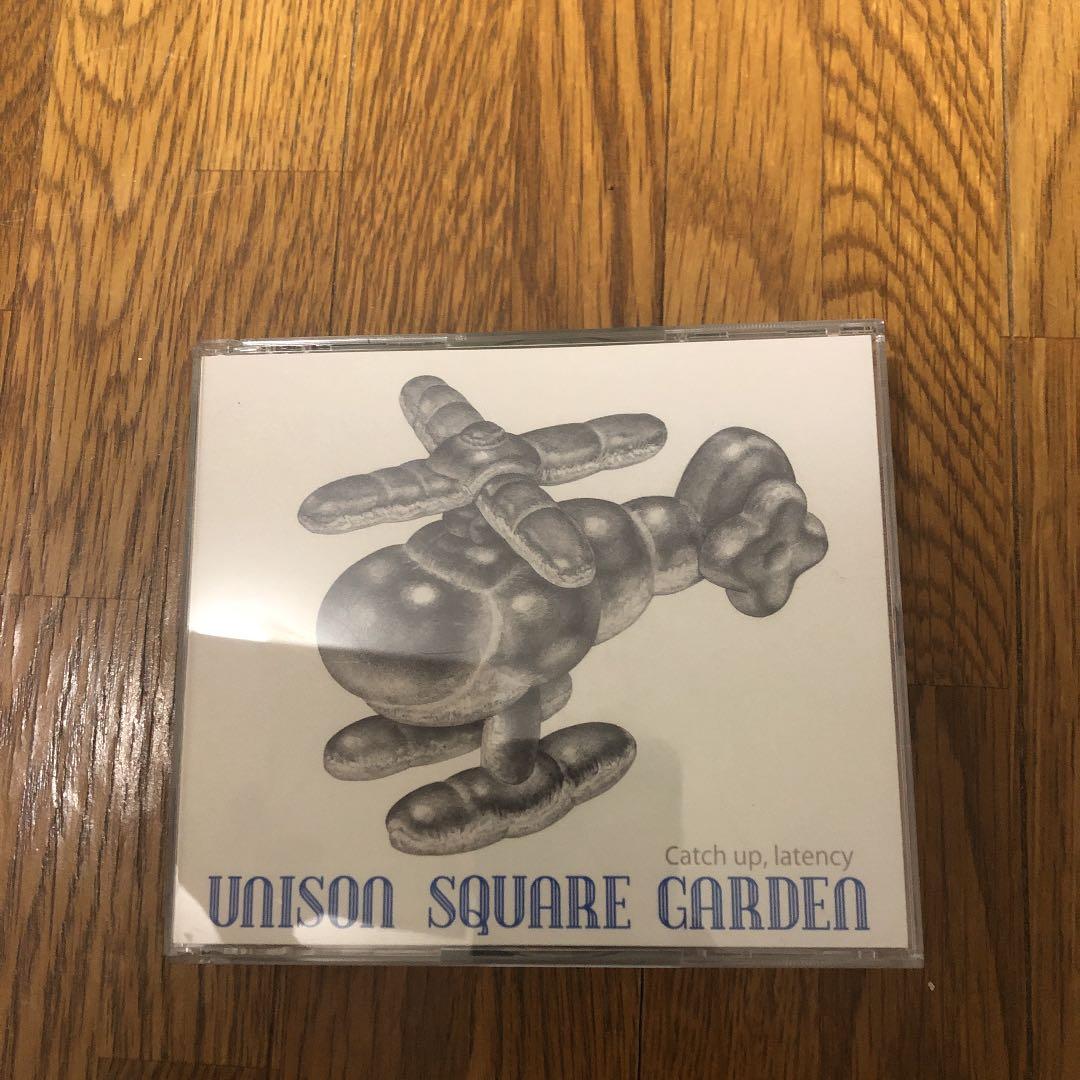 Catch up, latency
UNISON SQUARE GARDEN